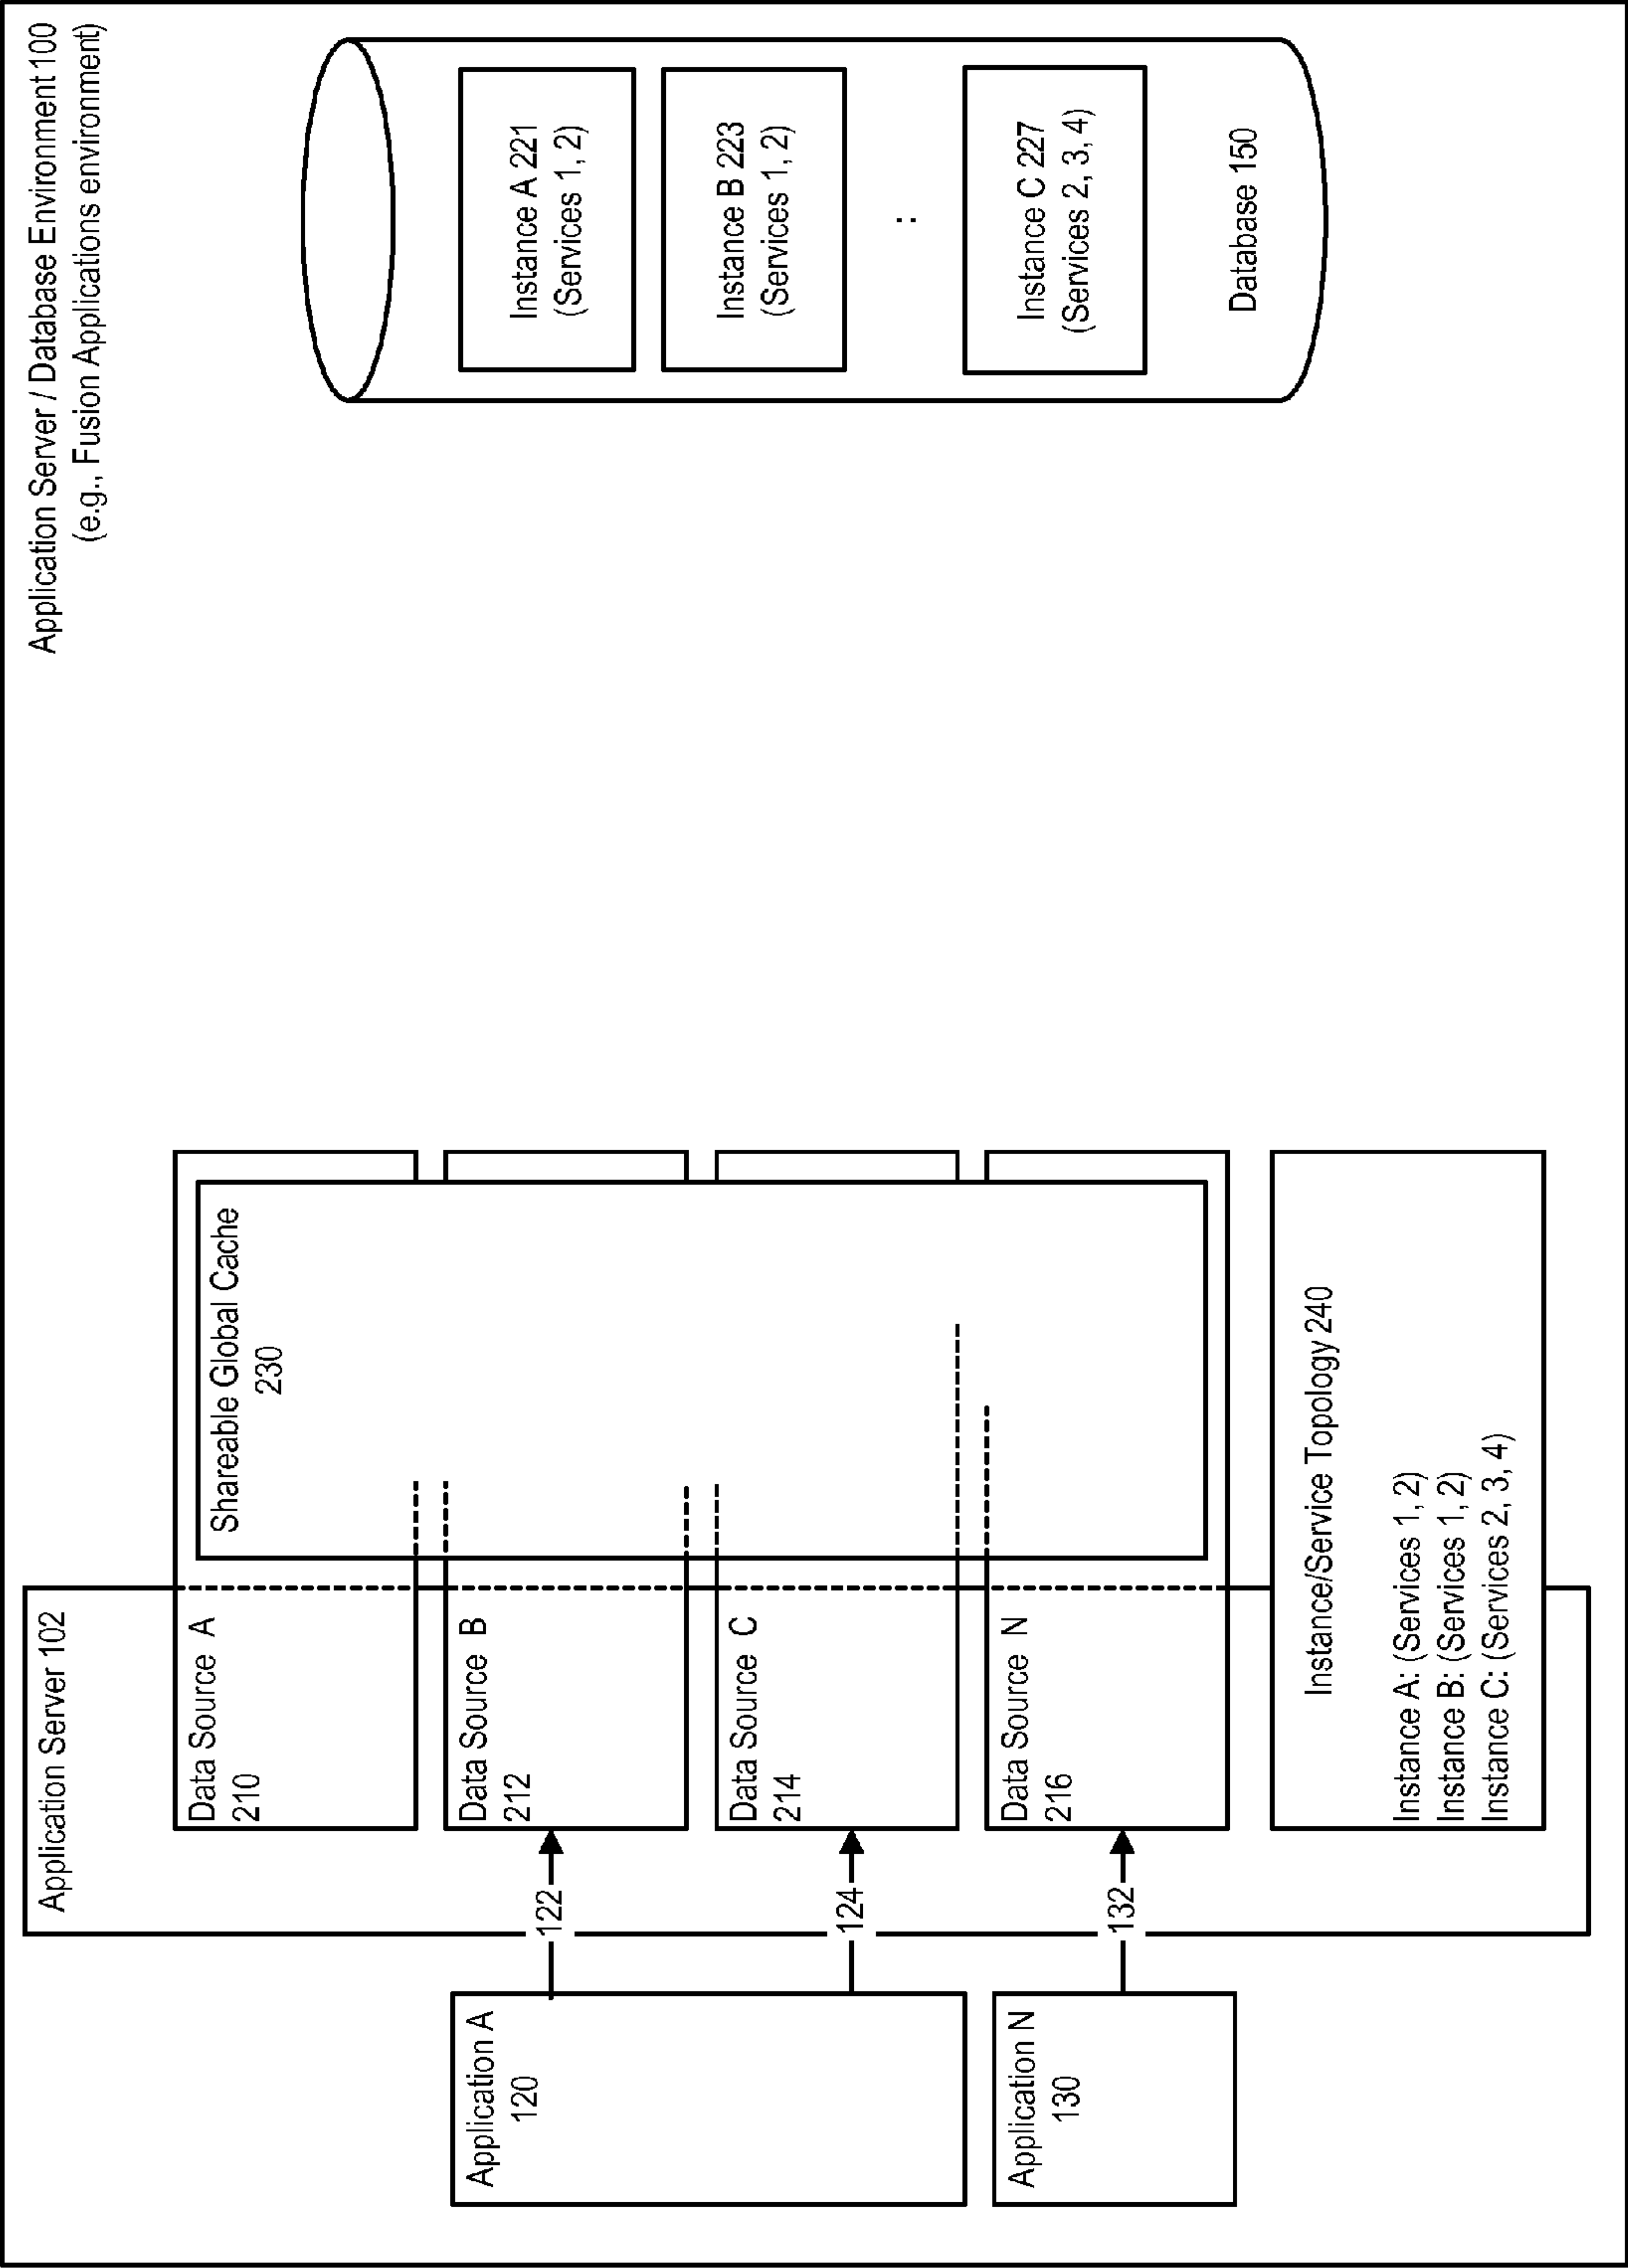 Application Server / Database Environment 100
(e.g., Fusion Applications environment)
Application Server 102
Data Source A
210
Data Source B
212
Data Source C
214
Data Source N
216
Shareable Global Cache
230
Application A
120
Application N
130
122
124
132
Instance/Service Topology 240
Instance A: (Services 1, 2)
Instance B: (Services 1, 2)
Instance C: (Services 2, 3, 4)
Instance A 221
(Services 1, 2)
Instance B 223
(Services 1, 2)
:
Instance C 227
(Services 2, 3, 4)
Database 150